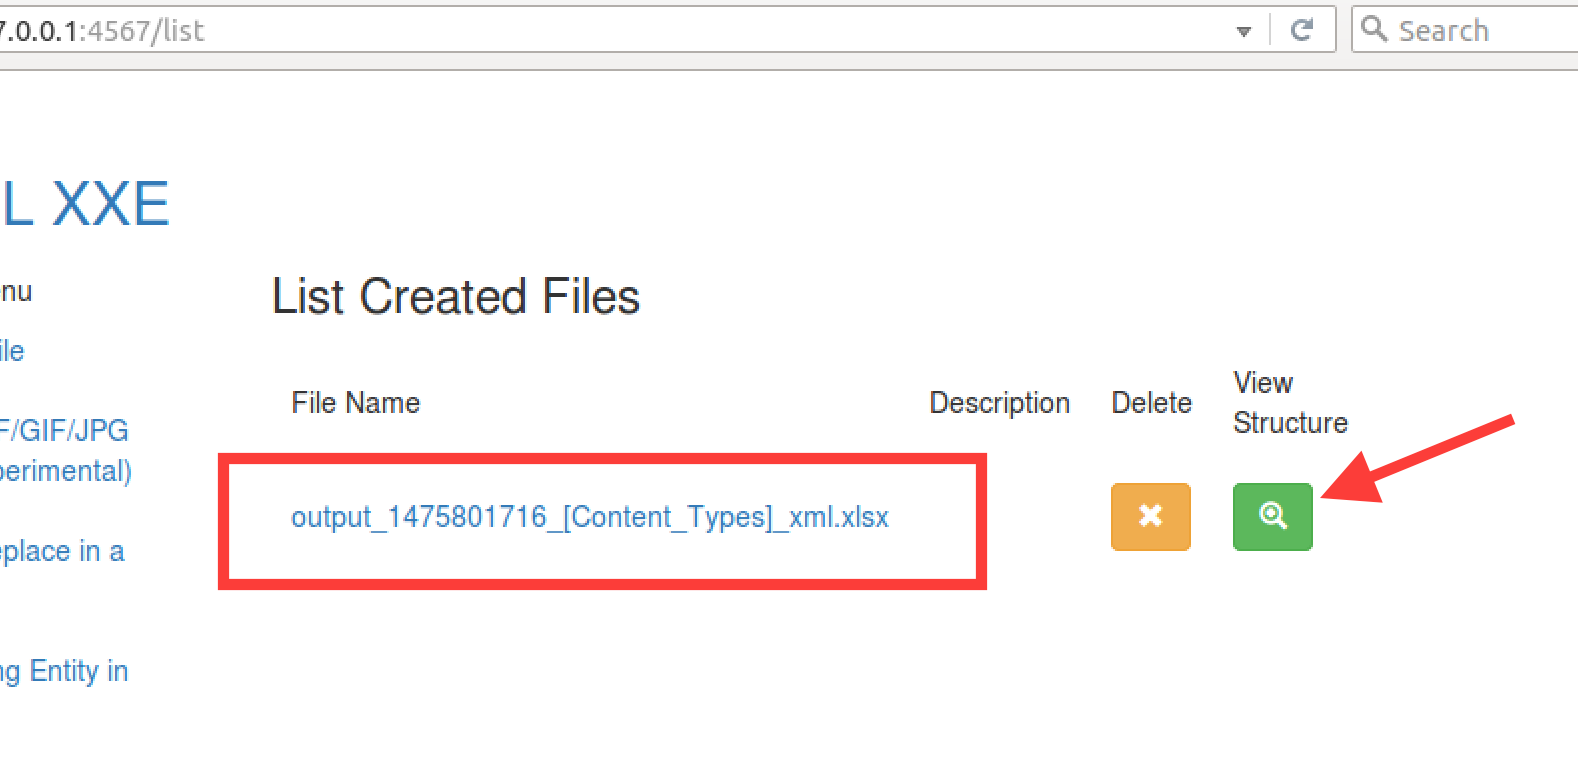 7.0.0.1:4567/list
Search
L XXE
nu
ile
F/GIF/JPG
perimental)
eplace in a
ng Entity in
List Created Files
File Name
Description
Delete
View
Structure
output_1475801716_[Content_Types]_xml.xlsx